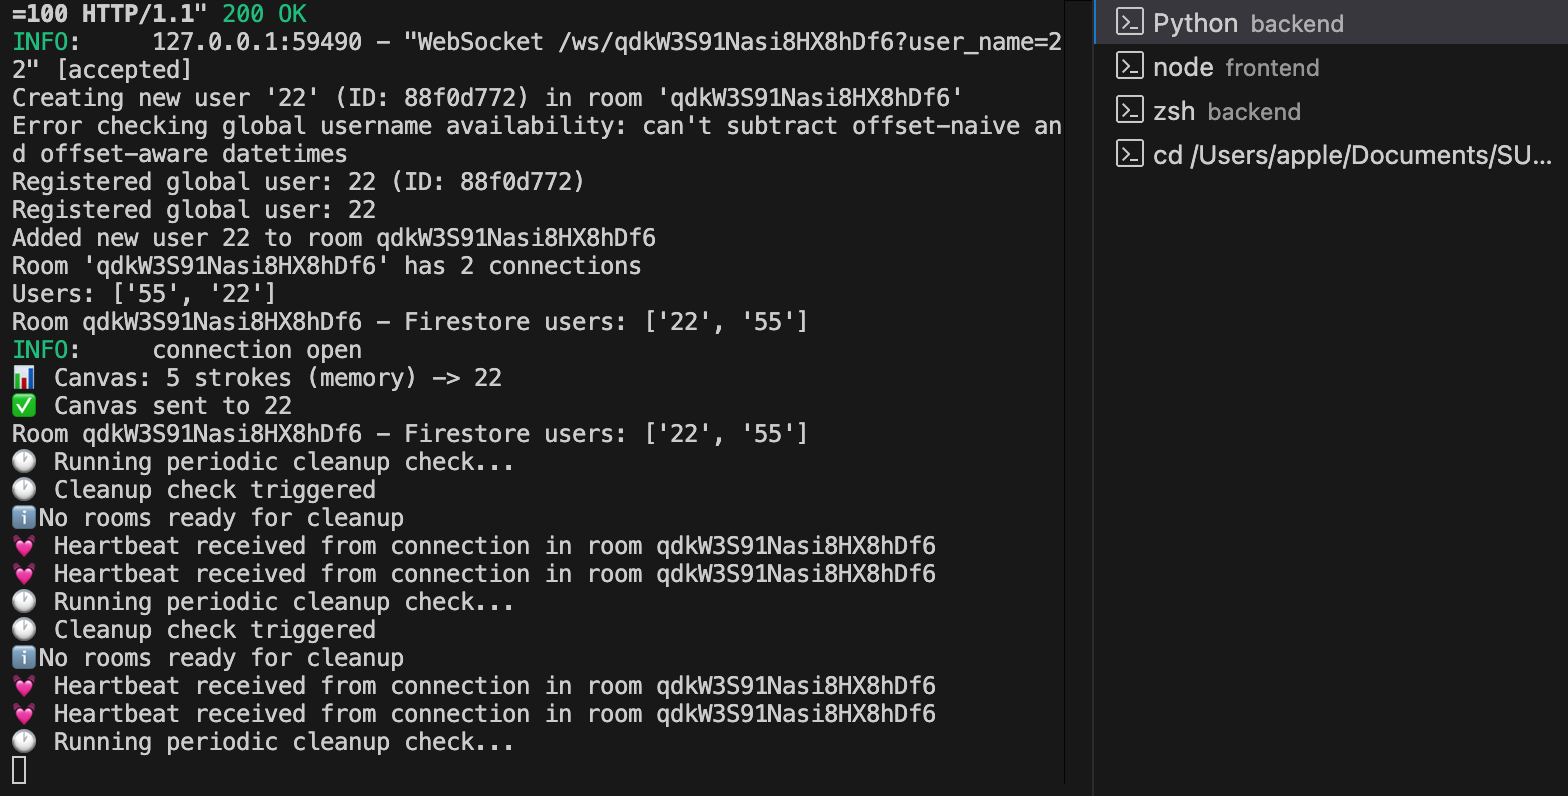 =100 HTTP/1.1" 200 OK
INFO:     127.0.0.1:59490 - "WebSocket /ws/qdkW3S91Nasi8HX8hDf6?user_name=2
2" [accepted]
Creating new user '22' (ID: 88f0d772) in room 'qdkW3S91Nasi8HX8hDf6'
Error checking global username availability: can't subtract offset-naive an
d offset-aware datetimes
Registered global user: 22 (ID: 88f0d772)
Registered global user: 22
Added new user 22 to room qdkW3S91Nasi8HX8hDf6
Room 'qdkW3S91Nasi8HX8hDf6' has 2 connections
Users: ['55', '22']
Room qdkW3S91Nasi8HX8hDf6 - Firestore users: ['22', '55']
INFO:     connection open
📊 Canvas: 5 strokes (memory) -> 22
✅ Canvas sent to 22
Room qdkW3S91Nasi8HX8hDf6 - Firestore users: ['22', '55']
🕐 Running periodic cleanup check...
🕐 Cleanup check triggered
ℹ️No rooms ready for cleanup
💓 Heartbeat received from connection in room qdkW3S91Nasi8HX8hDf6
💓 Heartbeat received from connection in room qdkW3S91Nasi8HX8hDf6
🕐 Running periodic cleanup check...
🕐 Cleanup check triggered
ℹ️No rooms ready for cleanup
💓 Heartbeat received from connection in room qdkW3S91Nasi8HX8hDf6
💓 Heartbeat received from connection in room qdkW3S91Nasi8HX8hDf6
🕐 Running periodic cleanup check...
Python backend
node frontend
zsh backend
cd /Users/apple/Documents/SU...